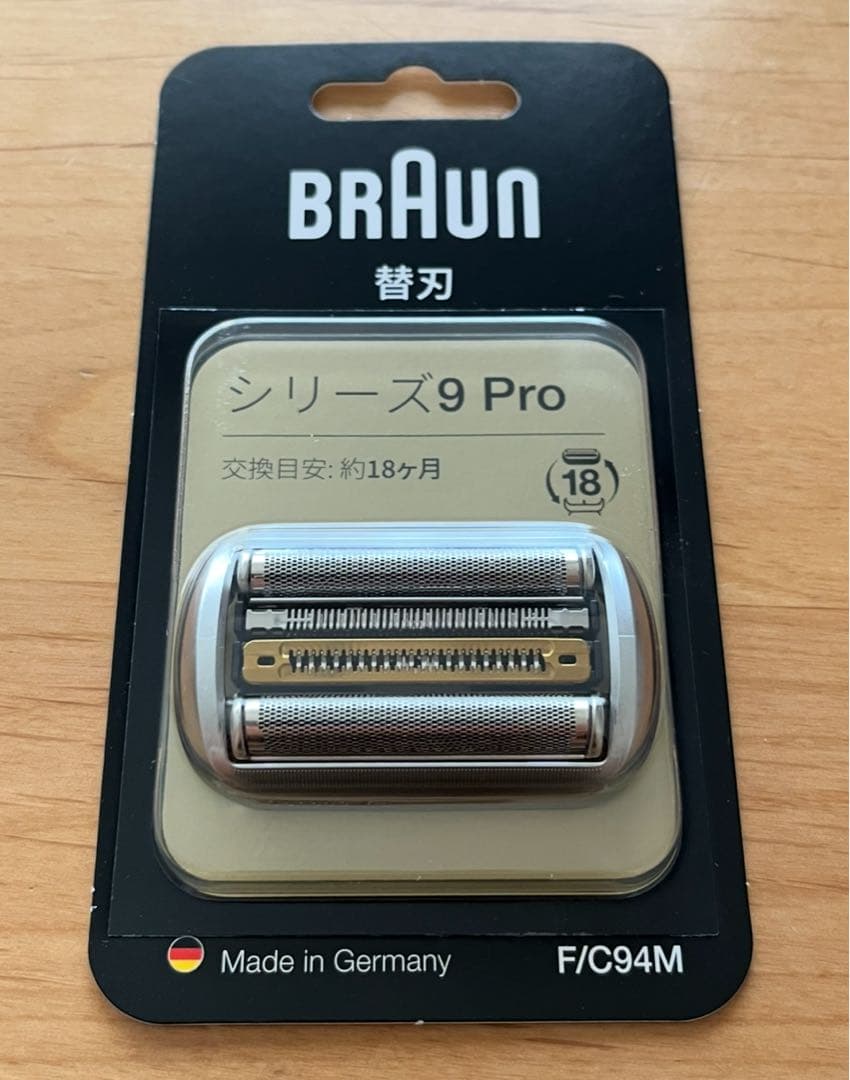 BRAUN
替刃
シリーズ9 Pro
交換目安: 約18ヶ月
18
Made in Germany
F/C94M